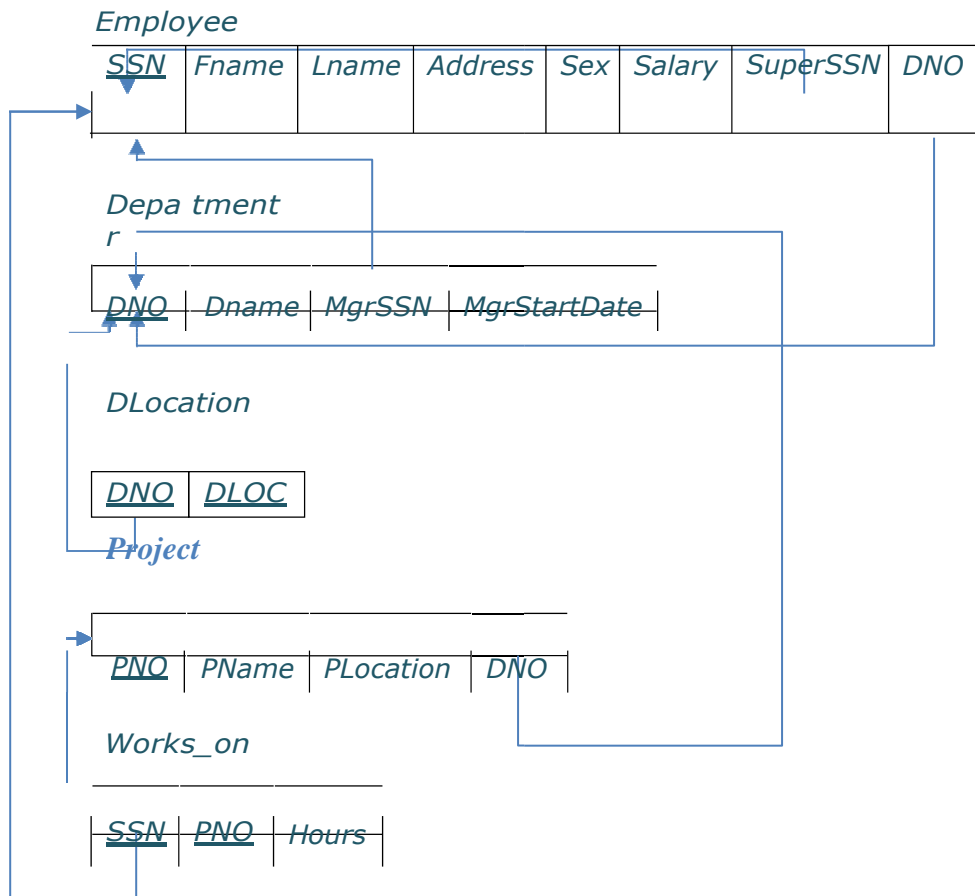 Employee
SSN Fname Lname Address Sex Salary SuperSSN DNO
Depa tment
r
DNO Dname MgrSSN MgrStartDate
DLocation
DNO DLOC
Project
PNO PName PLocation DNO
Works_on
SSN PNO Hours